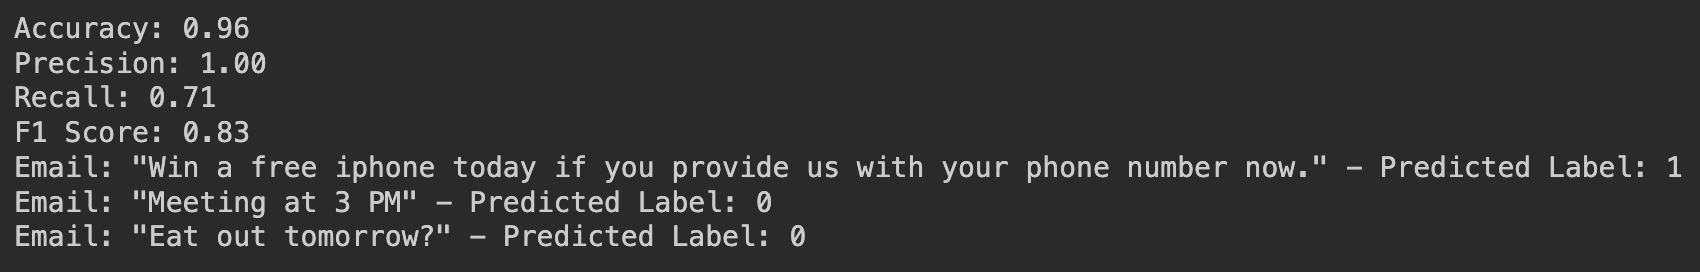 Accuracy: 0.96
Precision: 1.00
Recall: 0.71
F1 Score: 0.83
Email: "Win a free iphone today if you provide us with your phone number now." - Predicted Label: 1
Email: "Meeting at 3 PM" - Predicted Label: 0
Email: "Eat out tomorrow?" - Predicted Label: 0